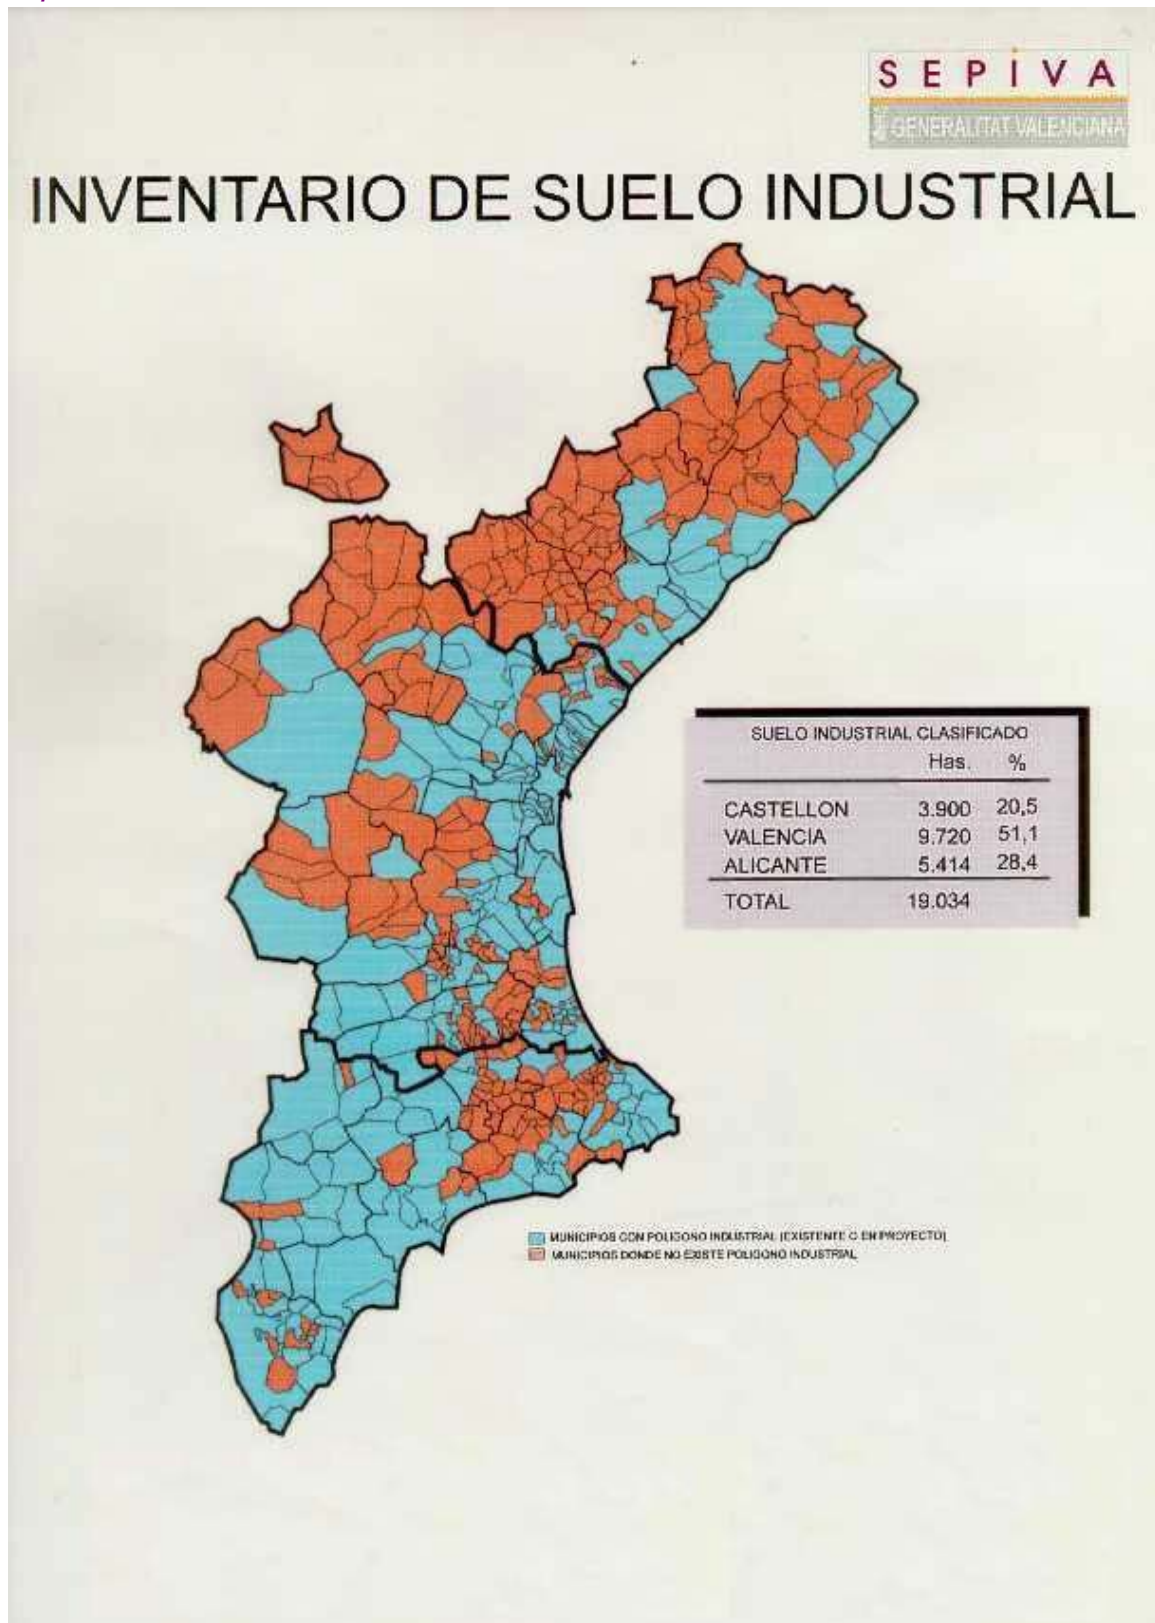 SEPIVA
GENERALITAT VALENCIANA
INVENTARIO DE SUELO INDUSTRIAL
SUELO INDUSTRIAL CLASIFICADO
Has. %
CASTELLON 3.900 20,5
VALENCIA 9.720 51,1
ALICANTE 5.414 28,4
TOTAL 19.034
MUNICIPIOS CON POLIGONO INDUSTRIAL (EXISTENTE O EN PROYECTO)
MUNICIPIOS DONDE NO EXISTE POLIGONO INDUSTRIAL